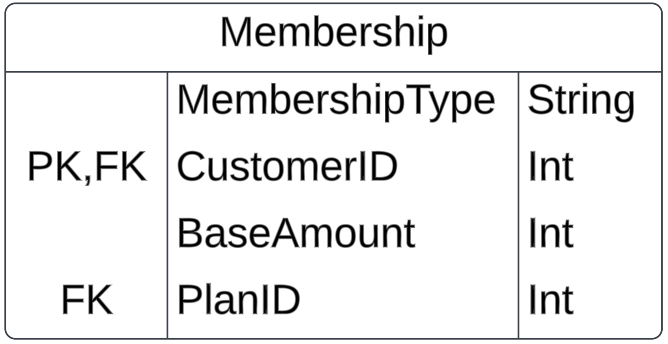 Membership
MembershipType String
PK,FK CustomerID Int
BaseAmount Int
FK PlanID Int